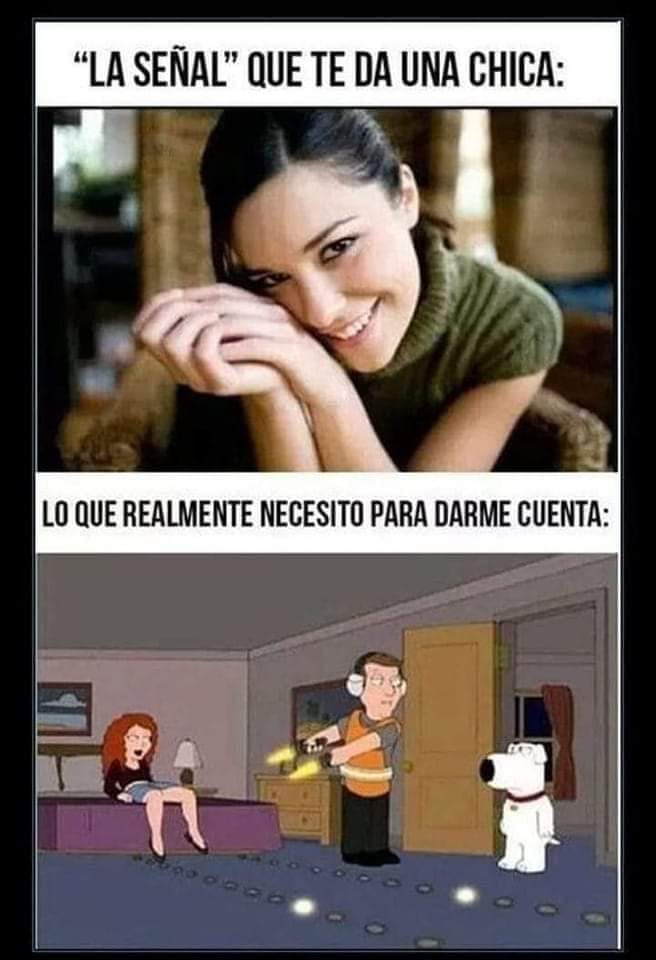 “LA SEÑAL” QUE TE DA UNA CHICA:
LO QUE REALMENTE NECESITO PARA DARME CUENTA: